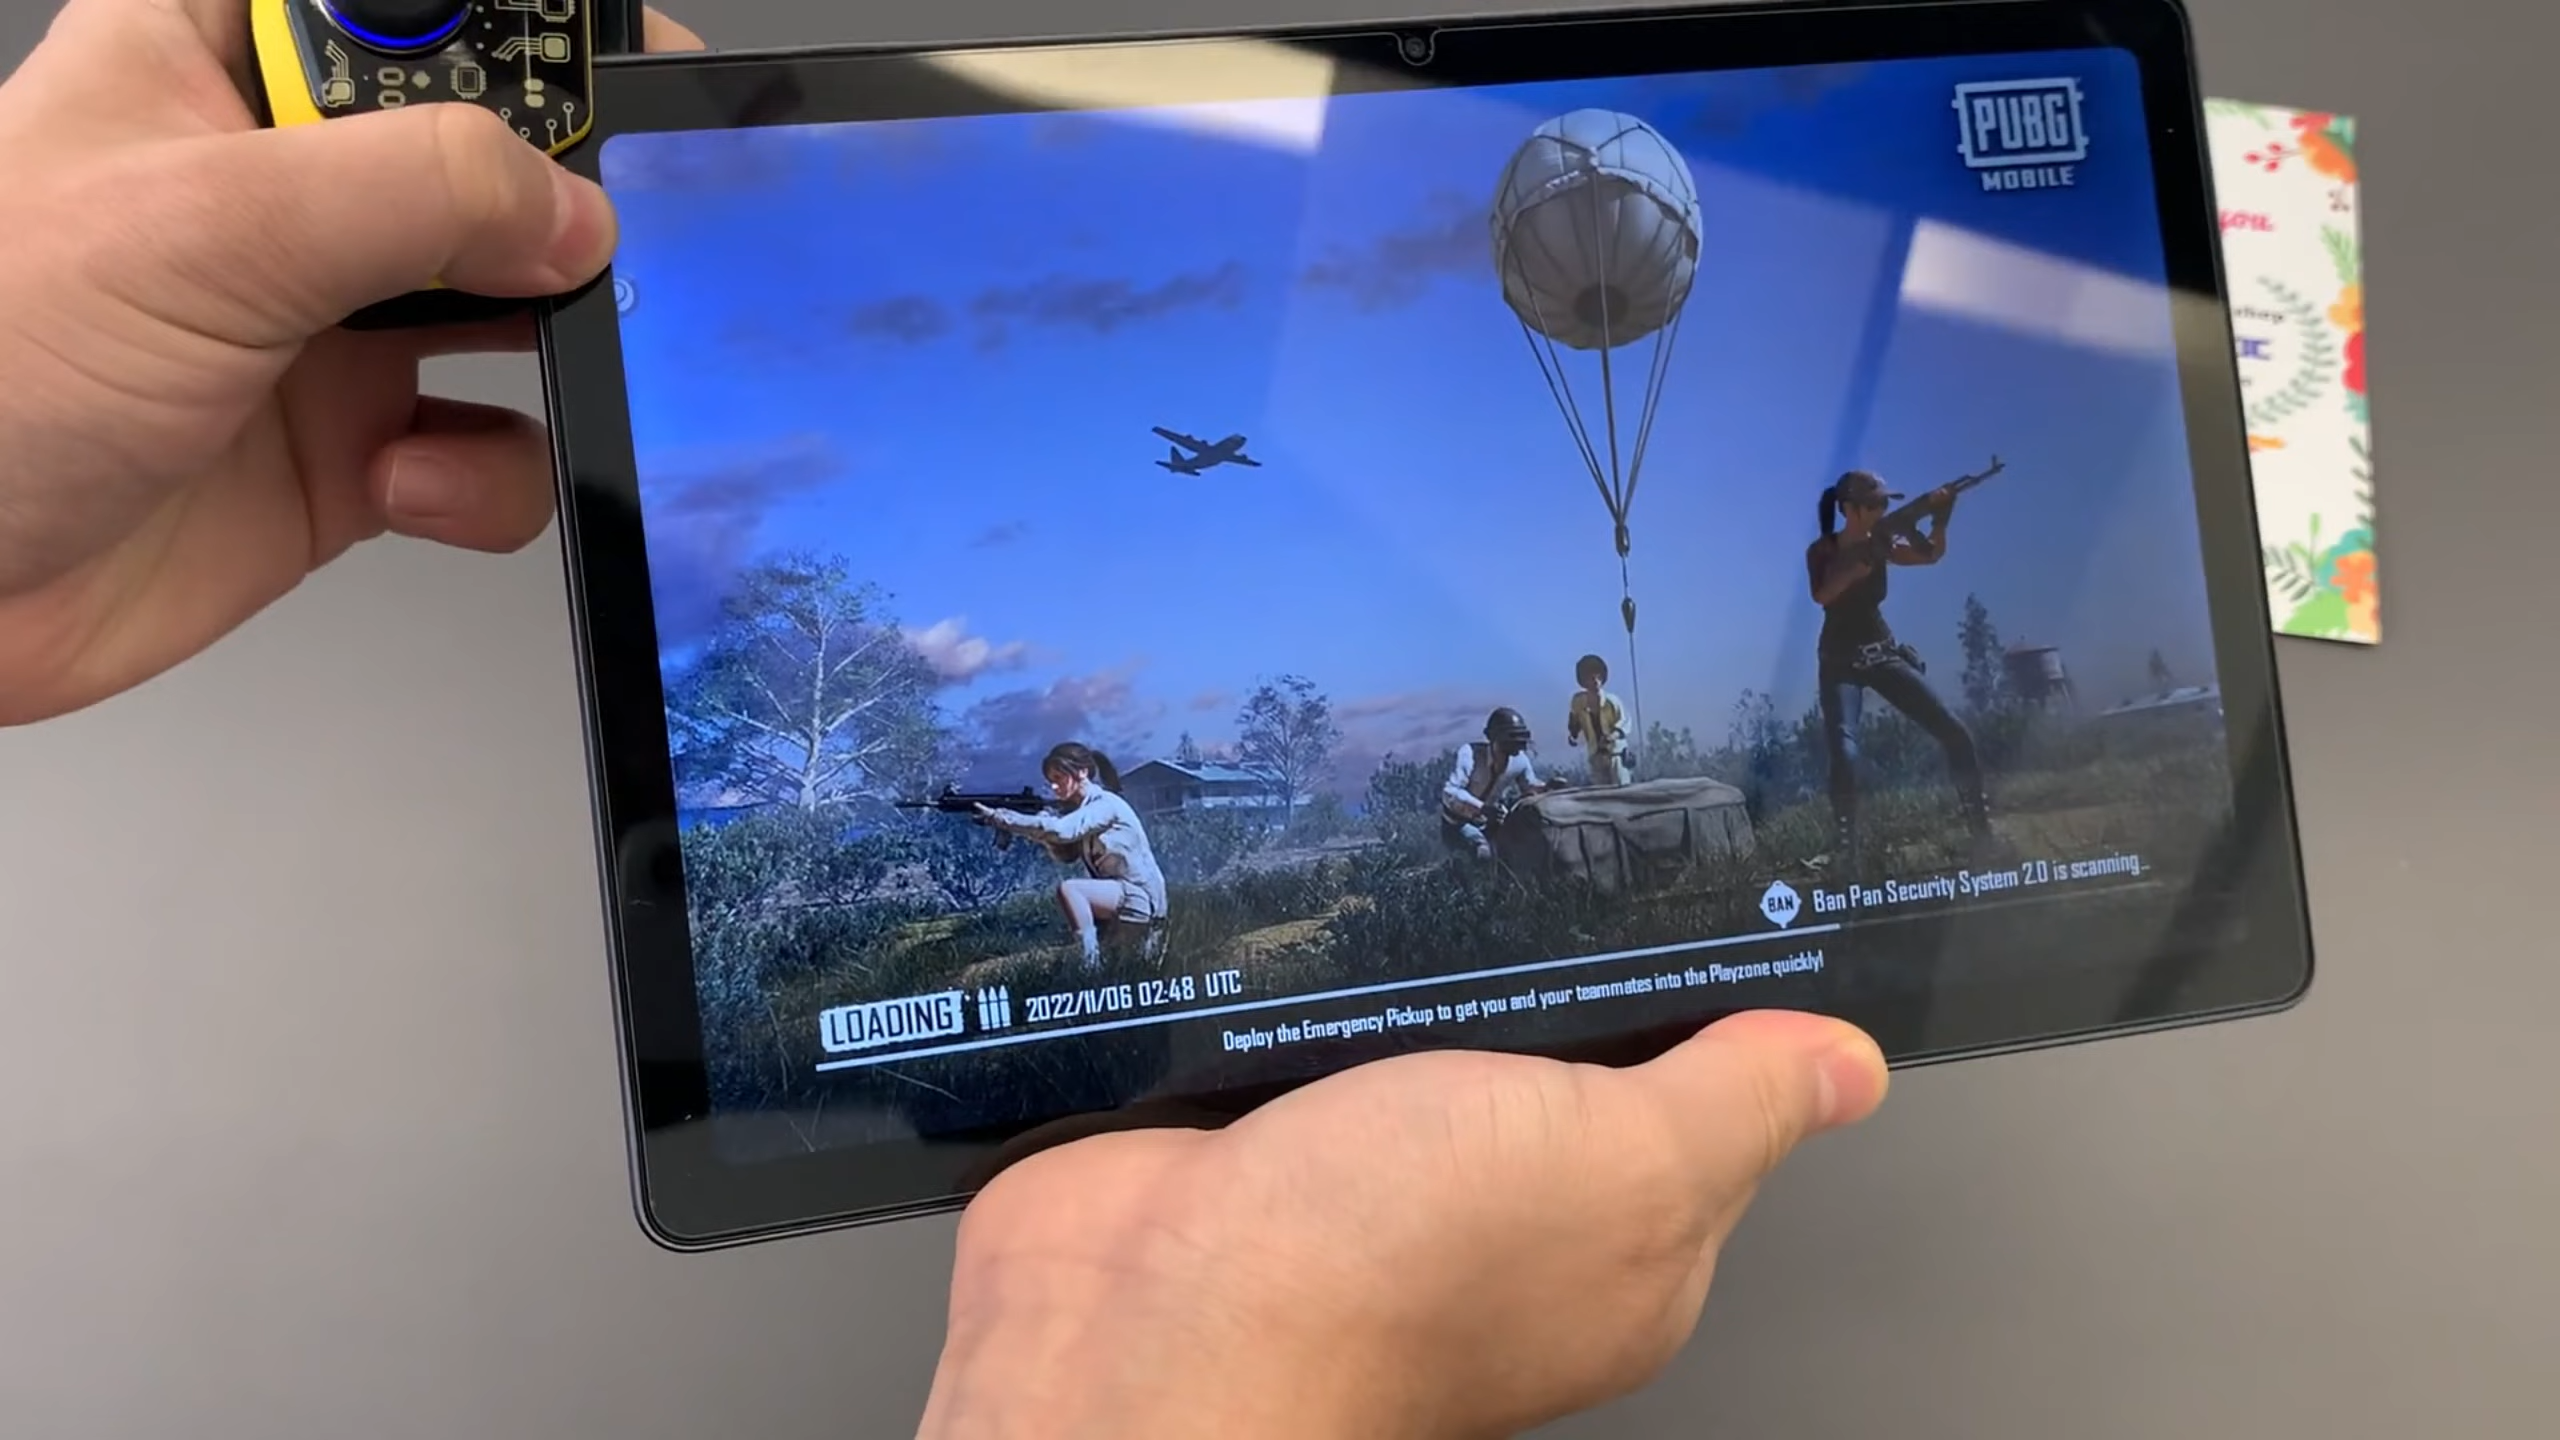 PUBG
MOBILE
you
BAN Ban Pan Security System 2.0 is scanning...
LOADING 2022/11/06 02:48 UTC
Deploy the Emergency Pickup to get you and your teammates into the Playzone quickly!